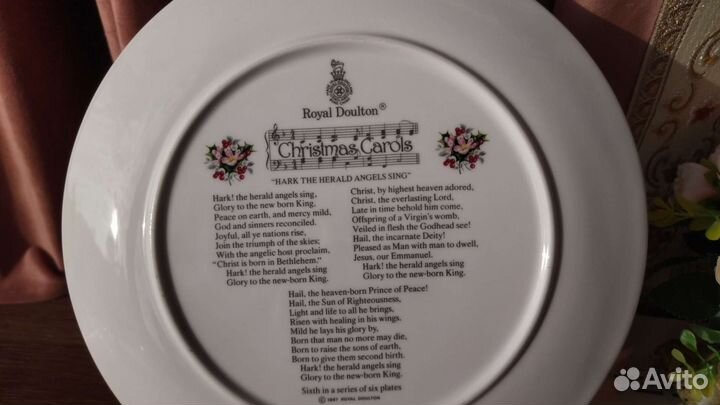 Royal Doulton®
Christmas Carols
"HARK THE HERALD ANGELS SING"
Hark! the herald angels sing,
Glory to the new born King,
Peace on earth, and mercy mild,
God and sinners reconciled.
Joyful, all ye nations rise,
Join the triumph of the skies;
With the angelic host proclaim,
"Christ is born in Bethlehem."
Hark! the herald angels sing
Glory to the new-born King.
Christ, by highest heaven adored,
Christ, the everlasting Lord,
Late in time behold him come,
Offspring of a Virgin's womb,
Veiled in flesh the Godhead see!
Hail, the incarnate Deity!
Pleased as Man with man to dwell,
Jesus, our Emmanuel.
Hark! the herald angels sing
Glory to the new-born King.
Hail, the heaven-born Prince of Peace!
Hail, the Sun of Righteousness,
Light and life to all he brings,
Risen with healing in his wings.
Mild he lays his glory by,
Born that man no more may die,
Born to raise the sons of earth,
Born to give them second birth.
Hark! the herald angels sing
Glory to the new-born King.
Sixth in a series of six plates
© 1987 ROYAL DOULTON
Avito